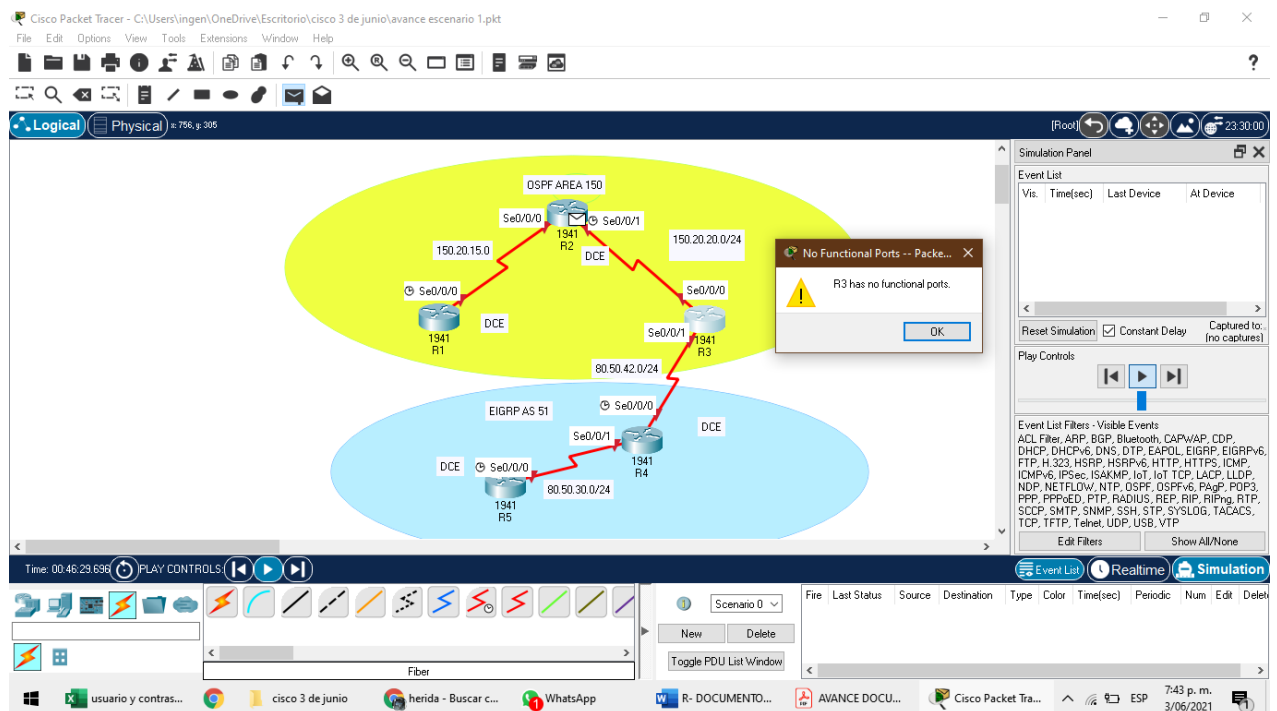 Cisco Packet Tracer - C:\Users\ingen\OneDrive\Escritorio\cisco 3 de junio\avance escenario 1.pkt
File Edit Options View Tools Extensions Window Help
?
Logical Physical x: 756, y: 305
[Root] 23:30:00
OSPF AREA 150
Se0/0/0
Se0/0/1
1941
R2
DCE
150.20.15.0
150.20.20.0/24
Se0/0/0
DCE
1941
R1
Se0/0/0
Se0/0/1
1941
R3
80.50.42.0/24
EIGRP AS 51
Se0/0/0
Se0/0/1
DCE
1941
R4
DCE
Se0/0/0
80.50.30.0/24
1941
R5
No Functional Ports -- Packe...
R3 has no functional ports.
OK
Simulation Panel
Event List
Vis. Time(sec) Last Device At Device
Reset Simulation Constant Delay Captured to:
(no captures)
Play Controls
Event List Filters - Visible Events
ACL Filter, ARP, BGP, Bluetooth, CAPWAP, CDP,
DHCP, DHCPv6, DNS, DTP, EAPOL, EIGRP, EIGRPv6,
FTP, H.323, HSRP, HSRPv6, HTTP, HTTPS, ICMP,
ICMPv6, IPSec, ISAKMP, IoT, IoT TCP, LACP, LLDP,
NDP, NETFLOW, NTP, OSPF, OSPFv6, PAgP, POP3,
PPP, PPPoED, PTP, RADIUS, REP, RIP, RIPng, RTP,
SCCP, SMTP, SNMP, SSH, STP, SYSLOG, TACACS,
TCP, TFTP, Telnet, UDP, USB, VTP
Edit Filters Show All/None
Time: 00:46:29.696 PLAY CONTROLS:
Event List Realtime Simulation
Fiber
Scenario 0
New Delete
Toggle PDU List Window
Fire Last Status Source Destination Type Color Time(sec) Periodic Num Edit Delet
usuario y contras... cisco 3 de junio herida - Buscar c... WhatsApp R- DOCUMENTO... AVANCE DOCU... Cisco Packet Tra... ESP
7:43 p. m.
3/06/2021